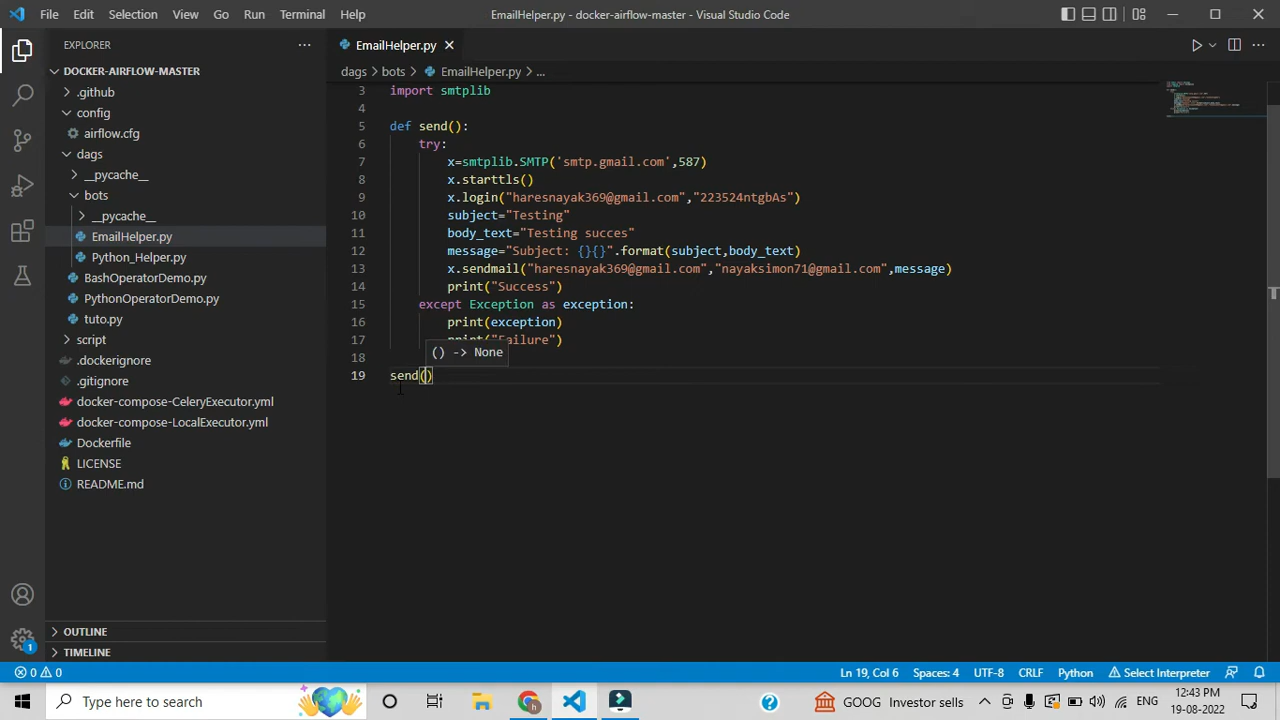 File Edit Selection View Go Run Terminal Help
EmailHelper.py - docker-airflow-master - Visual Studio Code
EXPLORER
DOCKER-AIRFLOW-MASTER
.github
config
airflow.cfg
dags
__pycache__
bots
__pycache__
EmailHelper.py
Python_Helper.py
BashOperatorDemo.py
PythonOperatorDemo.py
tuto.py
script
.dockerignore
.gitignore
docker-compose-CeleryExecutor.yml
docker-compose-LocalExecutor.yml
Dockerfile
LICENSE
README.md
OUTLINE
TIMELINE
EmailHelper.py
dags > bots > EmailHelper.py > ...
3 import smtplib
4
5 def send():
6 try:
7 x=smtplib.SMTP('smtp.gmail.com',587)
8 x.starttls()
9 x.login("haresnayak369@gmail.com","223524ntgbAs")
10 subject="Testing"
11 body_text="Testing succes"
12 message="Subject: {}{}".format(subject,body_text)
13 x.sendmail("haresnayak369@gmail.com","nayaksimon71@gmail.com",message)
14 print("Success")
15 except Exception as exception:
16 print(exception)
17 print("Failure")
18
() -> None
19 send()
0 0
Ln 19, Col 6 Spaces: 4 UTF-8 CRLF Python Select Interpreter
1
Type here to search
GOOG Investor sells
ENG
12:43 PM
19-08-2022